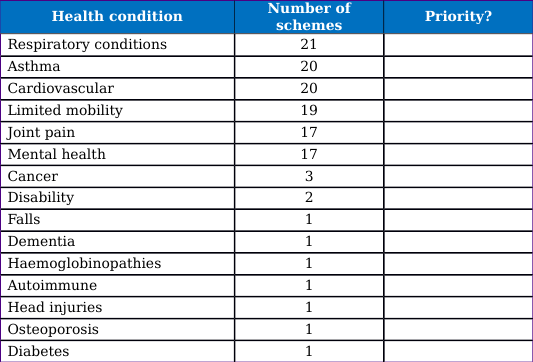 Health condition Number of schemes Priority?
Respiratory conditions 21
Asthma 20
Cardiovascular 20
Limited mobility 19
Joint pain 17
Mental health 17
Cancer 3
Disability 2
Falls 1
Dementia 1
Haemoglobinopathies 1
Autoimmune 1
Head injuries 1
Osteoporosis 1
Diabetes 1